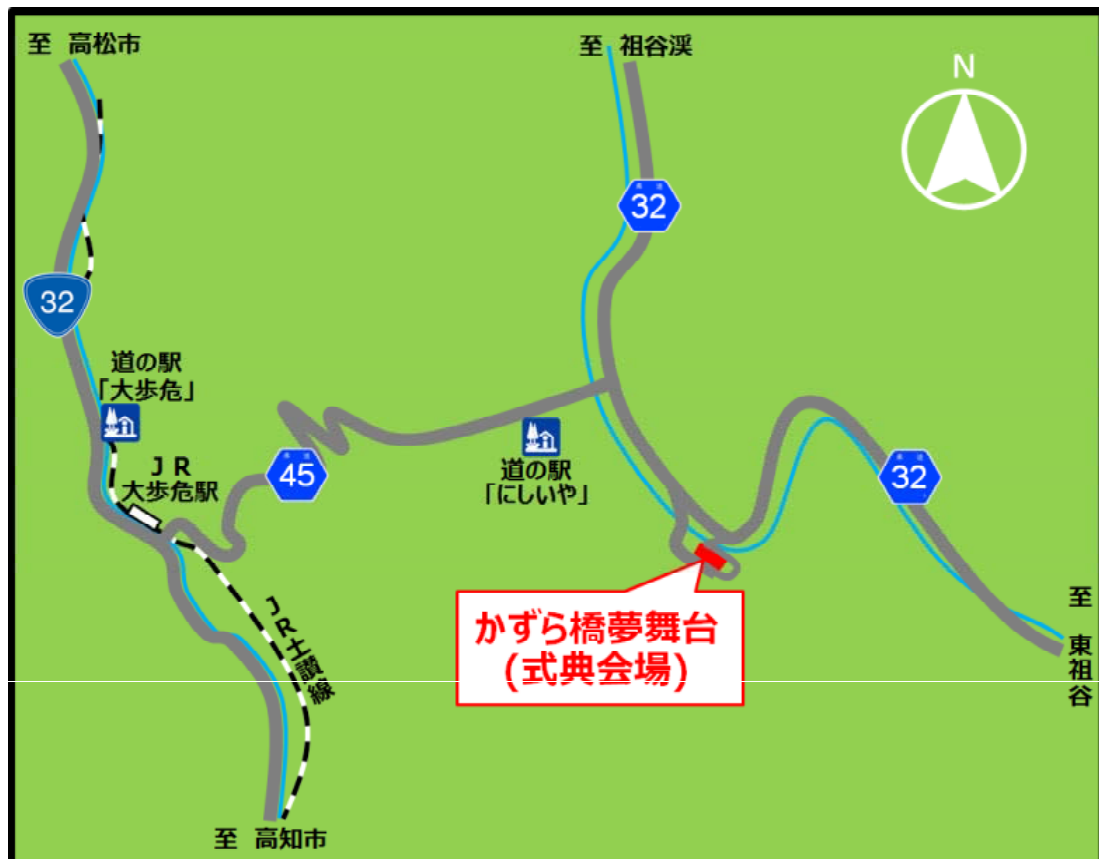 至 高松市
至 祖谷渓
N
32
32
道の駅
「大歩危」
JR
大歩危駅
45
道の駅
「にしいや」
32
かずら橋夢舞台
(式典会場)
JR土讃線
至 東祖谷
至 高知市